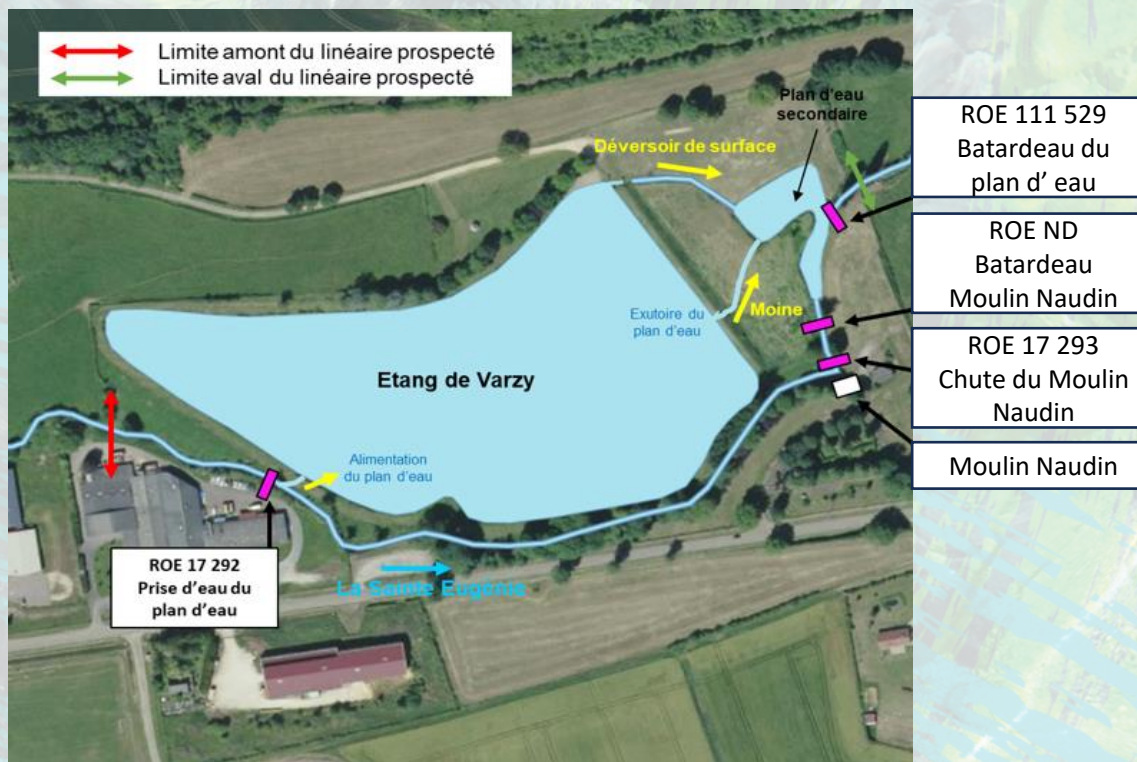 Limite amont du linéaire prospecté
Limite aval du linéaire prospecté
Plan d'eau
secondaire
Déversoir de surface
Exutoire du
plan d'eau
Moine
Etang de Varzy
Alimentation
du plan d'eau
ROE 17 292
Prise d'eau du
plan d'eau
La Sainte Eugénie
ROE 111 529
Batardeau du
plan d' eau
ROE ND
Batardeau
Moulin Naudin
ROE 17 293
Chute du Moulin
Naudin
Moulin Naudin